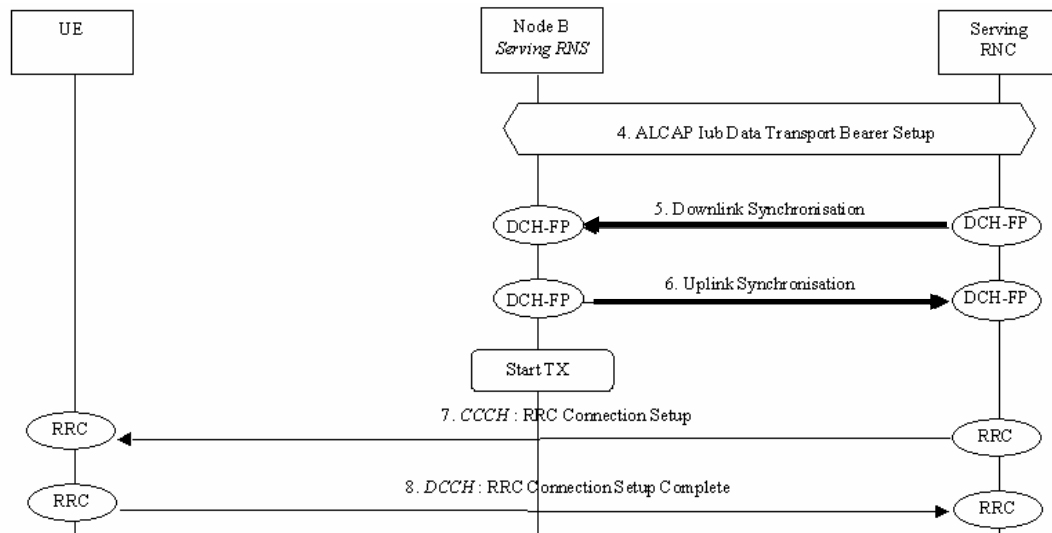 UE
Node B
Serving RNS
Serving
RNC
4. ALCAP Iub Data Transport Bearer Setup
5. Downlink Synchronisation
DCH-FP
DCH-FP
6. Uplink Synchronisation
DCH-FP
DCH-FP
Start TX
7. CCCH : RRC Connection Setup
RRC
RRC
8. DCCH : RRC Connection Setup Complete
RRC
RRC